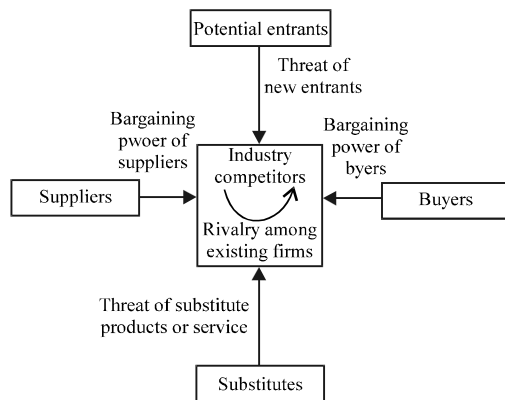 Potential entrants
Threat of
new entrants
Bargaining
pwoer of
suppliers
Bargaining
power of
byers
Industry
competitors
Suppliers
Buyers
Rivalry among
existing firms
Threat of substitute
products or service
Substitutes